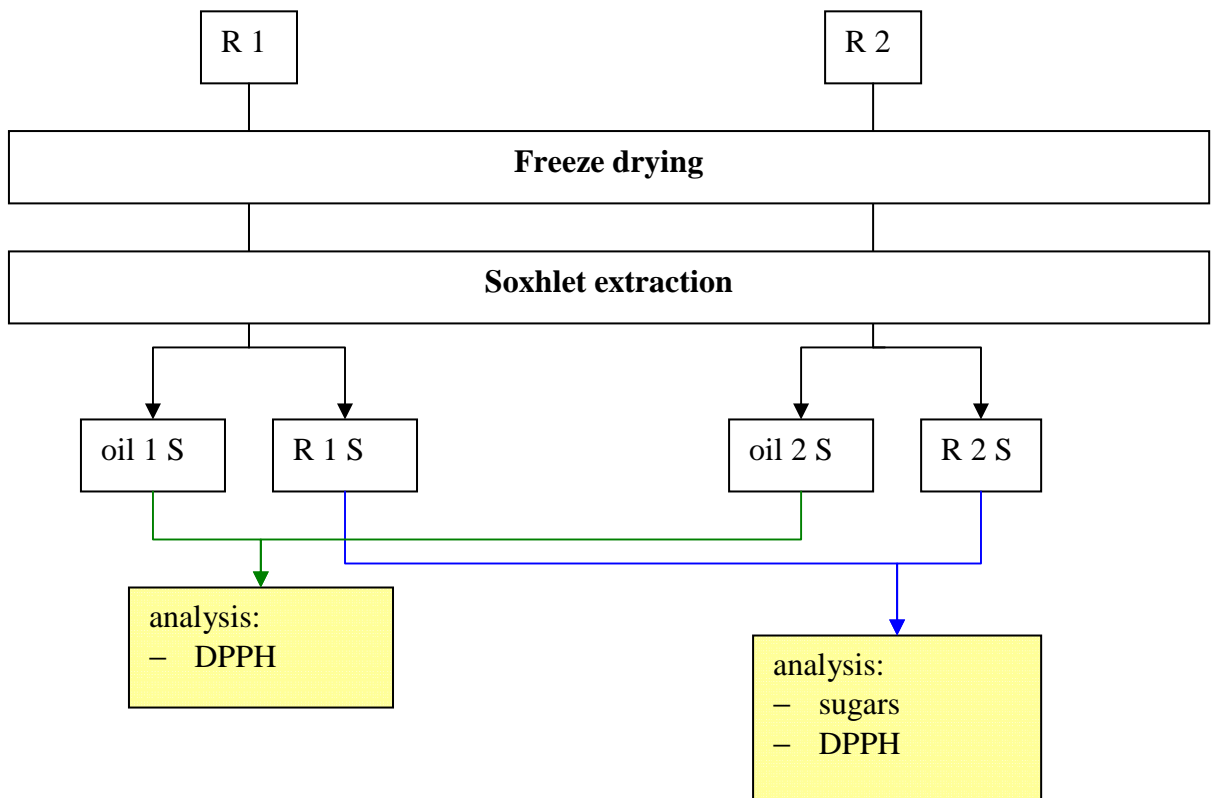 R 1
R 2
Freeze drying
Soxhlet extraction
oil 1 S
R 1 S
oil 2 S
R 2 S
analysis:
– DPPH
analysis:
– sugars
– DPPH